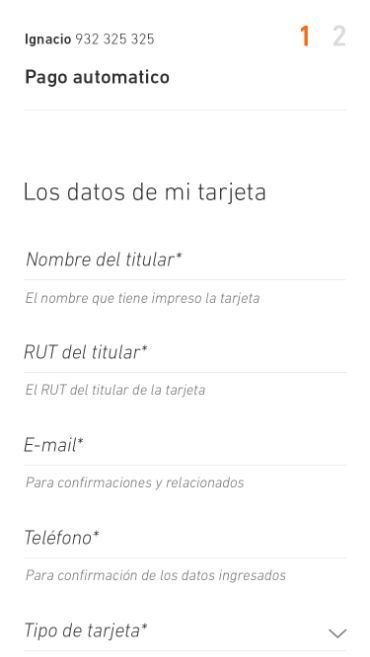 Ignacio 932 325 325
1 2
Pago automatico
Los datos de mi tarjeta
Nombre del titular*
El nombre que tiene impreso la tarjeta
RUT del titular*
El RUT del titular de la tarjeta
E-mail*
Para confirmaciones y relacionados
Teléfono*
Para confirmación de los datos ingresados
Tipo de tarjeta*